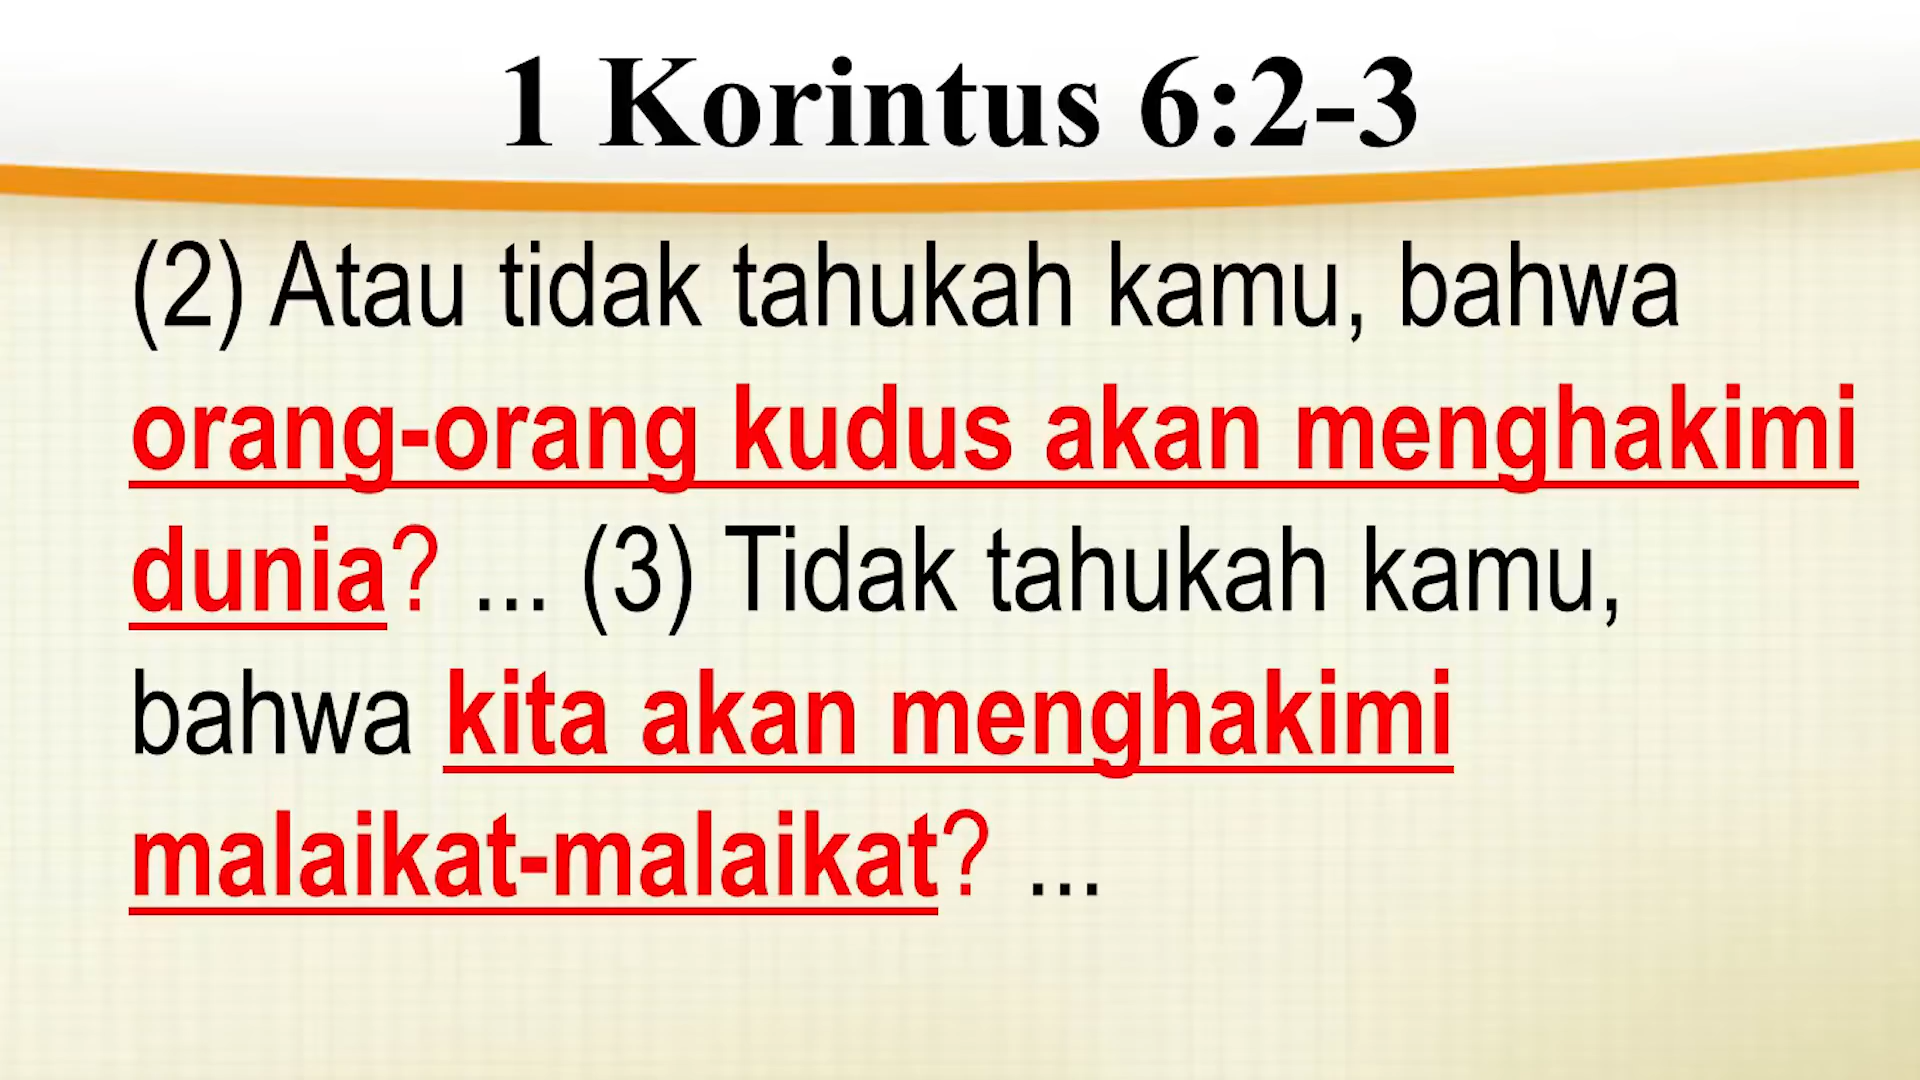 1 Korintus 6:2-3
(2) Atau tidak tahukah kamu, bahwa
orang-orang kudus akan menghakimi
dunia? ... (3) Tidak tahukah kamu,
bahwa kita akan menghakimi
malaikat-malaikat? ...